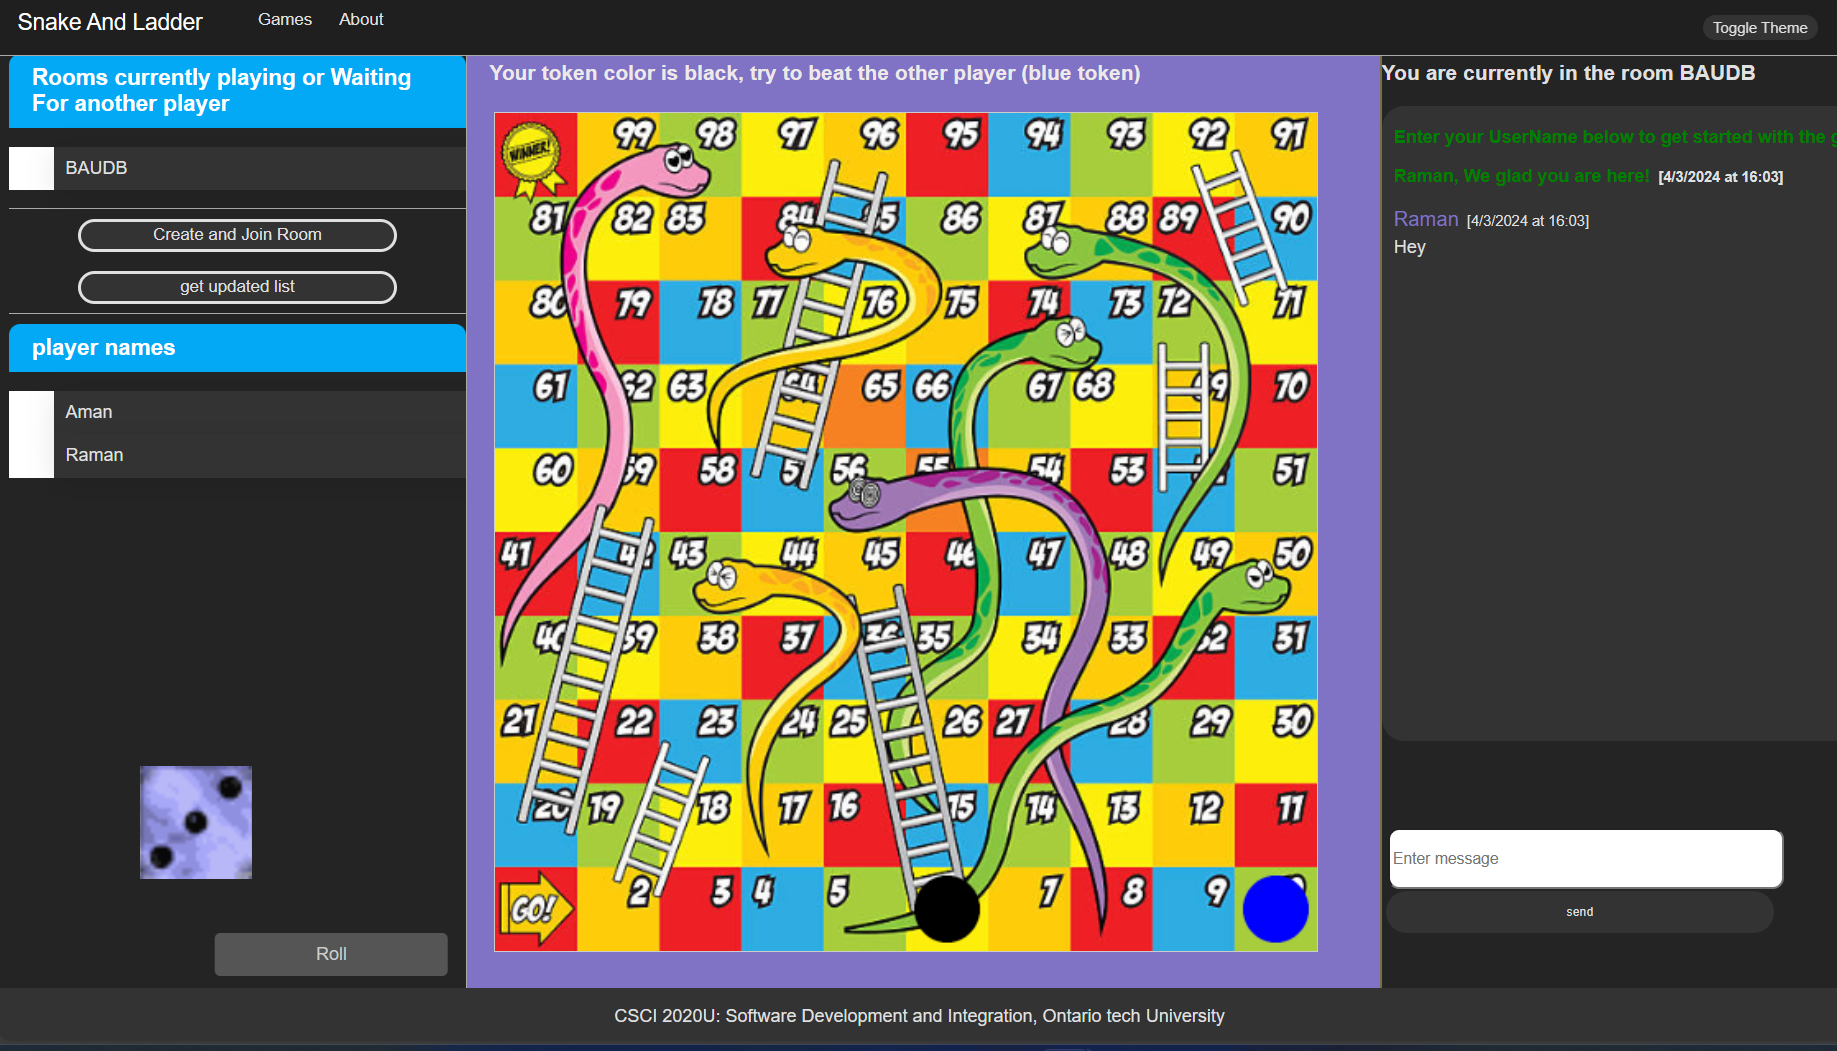 Snake And Ladder
Games
About
Toggle Theme
Rooms currently playing or Waiting
For another player
BAUDB
Create and Join Room
get updated list
player names
Aman
Raman
Roll
Your token color is black, try to beat the other player (blue token)
WINNER! 99 98 97 96 95 94 93 92 91
81 82 83 84 86 87 88 89 90
80 79 78 77 76 75 74 73 72 71
61 62 63 64 65 66 67 68 70
60 59 58 57 56 55 54 53 51
41 42 43 44 45 46 47 48 49 50
40 39 38 37 36 35 34 33 32 31
21 22 23 24 25 26 27 28 29 30
20 19 18 17 16 15 14 13 12 11
GO! 2 3 4 5 7 8 9
You are currently in the room BAUDB
Enter your UserName below to get started with the
Raman, We glad you are here! [4/3/2024 at 16:03]
Raman [4/3/2024 at 16:03]
Hey
Enter message
send
CSCI 2020U: Software Development and Integration, Ontario tech University